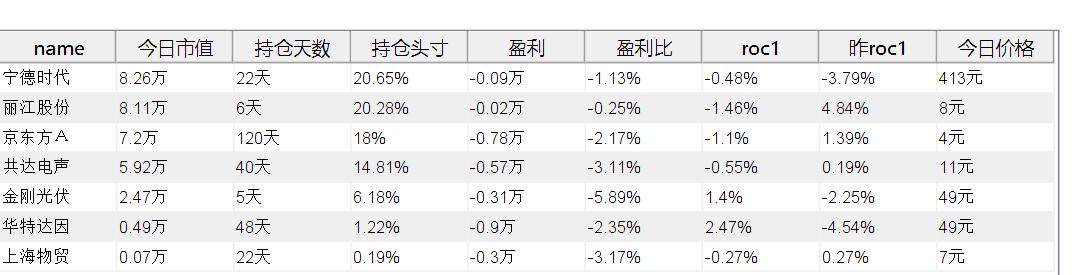 name 今日市值 持仓天数 持仓头寸 盈利 盈利比 roc1 昨roc1 今日价格
宁德时代 8.26万 22天 20.65% -0.09万 -1.13% -0.48% -3.79% 413元
丽江股份 8.11万 6天 20.28% -0.02万 -0.25% -1.46% 4.84% 8元
京东方A 7.2万 120天 18% -0.78万 -2.17% -1.1% 1.39% 4元
共达电声 5.92万 40天 14.81% -0.57万 -3.11% -0.55% 0.19% 11元
金刚光伏 2.47万 5天 6.18% -0.31万 -5.89% 1.4% -2.25% 49元
华特达因 0.49万 48天 1.22% -0.9万 -2.35% 2.47% -4.54% 49元
上海物贸 0.07万 22天 0.19% -0.3万 -3.17% -0.27% 0.27% 7元